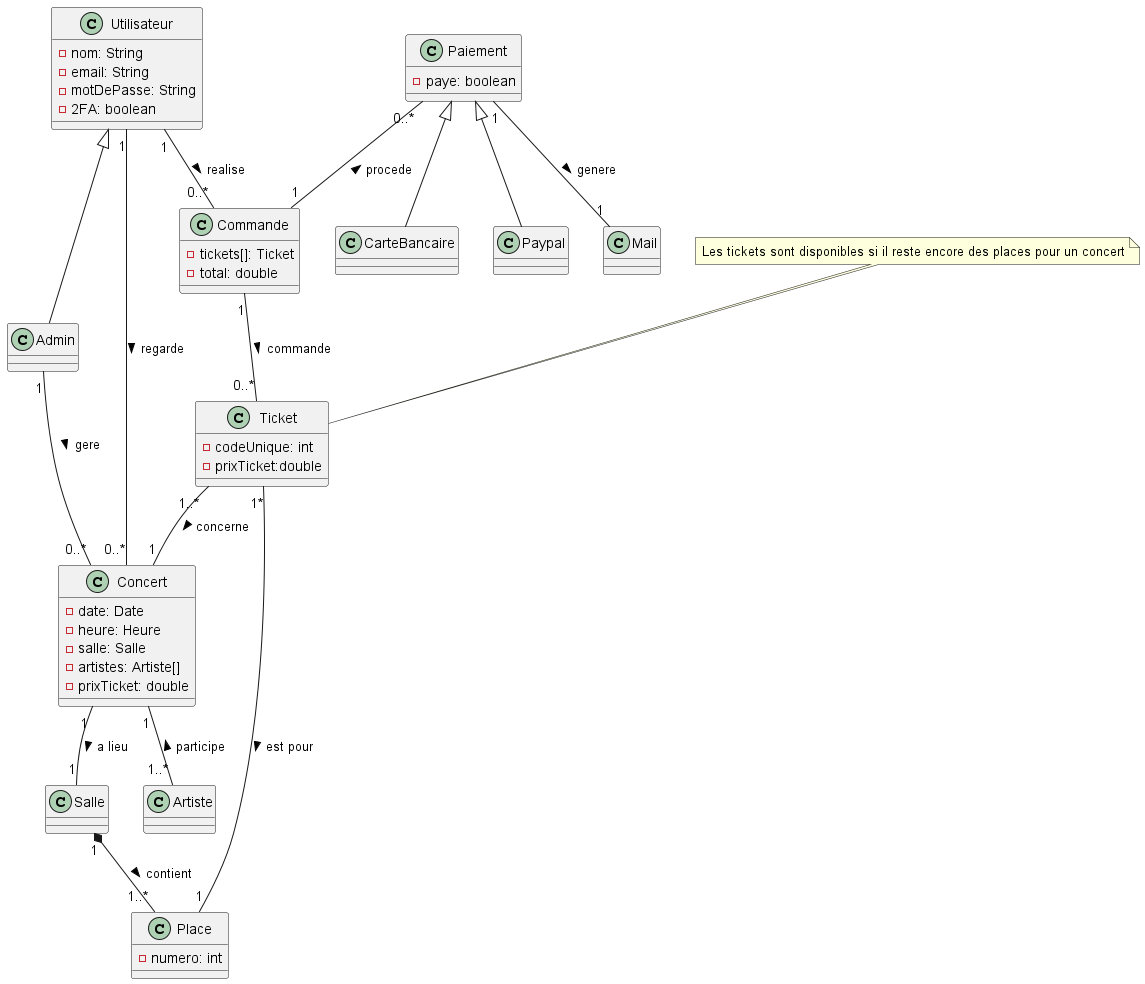 C Utilisateur
nom: String
email: String
motDePasse: String
2FA: boolean
C Paiement
paye: boolean
1
1
0..*
1
realise
procede
genere
0..*
1
1
C Commande
tickets[]: Ticket
total: double
C CarteBancaire
C Paypal
C Mail
Les tickets sont disponibles si il reste encore des places pour un concert
1
C Admin
regarde
commande
1
0..*
C Ticket
codeUnique: int
prixTicket:double
gere
1..*
1*
concerne
0..*
0..*
1
C Concert
date: Date
heure: Heure
salle: Salle
artistes: Artiste[]
prixTicket: double
1
1
a lieu
participe
est pour
1
1..*
C Salle
C Artiste
1
contient
1..*
1
C Place
numero: int